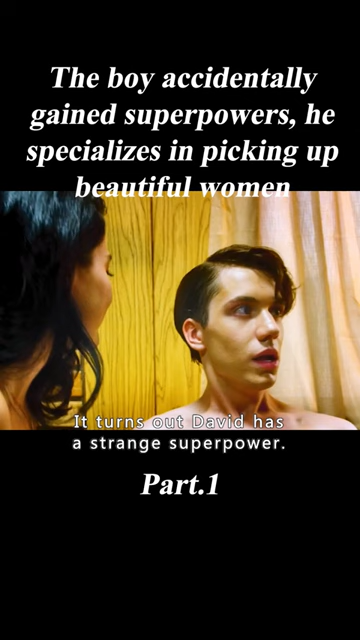 The boy accidentally
gained superpowers, he
specializes in picking up
beautiful women
It turns out David has
a strange superpower.
Part.1